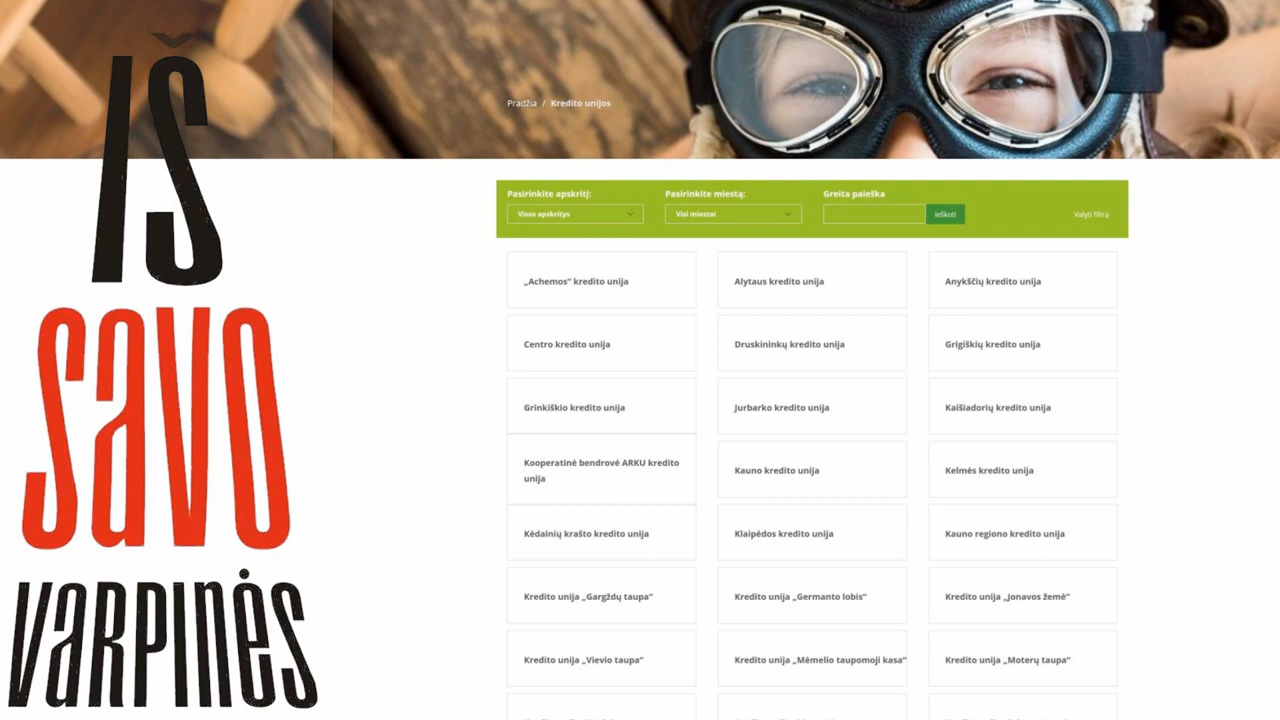 IŠ
savo
varpinės
Pradžia / Kredito unijos
Pasirinkite apskritį: Pasirinkite miestą: Greita paieška
Visos apskritys Visi miestai Ieškoti Valyti filtrą
„Achemos“ kredito unija
Alytaus kredito unija
Anykščių kredito unija
Centro kredito unija
Druskininkų kredito unija
Grigiškių kredito unija
Grinkiškio kredito unija
Jurbarko kredito unija
Kaišiadorių kredito unija
Kooperatinė bendrovė ARKU kredito
unija
Kauno kredito unija
Kelmės kredito unija
Kėdainių krašto kredito unija
Klaipėdos kredito unija
Kauno regiono kredito unija
Kredito unija „Gargždų taupa“
Kredito unija „Germanto lobis“
Kredito unija „Jonavos žemė“
Kredito unija „Vievio taupa“
Kredito unija „Mėmelio taupomoji kasa“
Kredito unija „Moterų taupa“